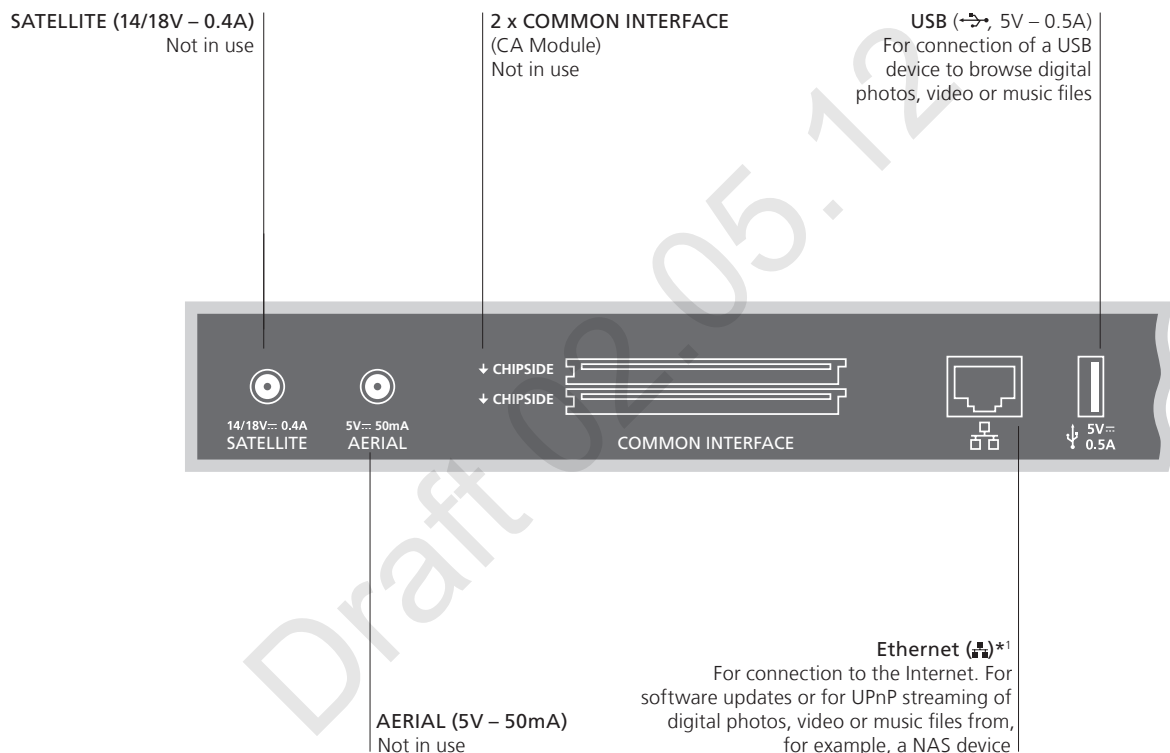 SATELLITE (14/18V – 0.4A)
Not in use
2 x COMMON INTERFACE
(CA Module)
Not in use
USB (, 5V – 0.5A)
For connection of a USB
device to browse digital
photos, video or music files
CHIPSIDE
CHIPSIDE
14/18V⎓ 0.4A
SATELLITE
5V⎓ 50mA
AERIAL
COMMON INTERFACE
5V⎓
0.5A
Ethernet ()*1
For connection to the Internet. For
software updates or for UPnP streaming of
digital photos, video or music files from,
for example, a NAS device
AERIAL (5V – 50mA)
Not in use
Draft 02.05.12